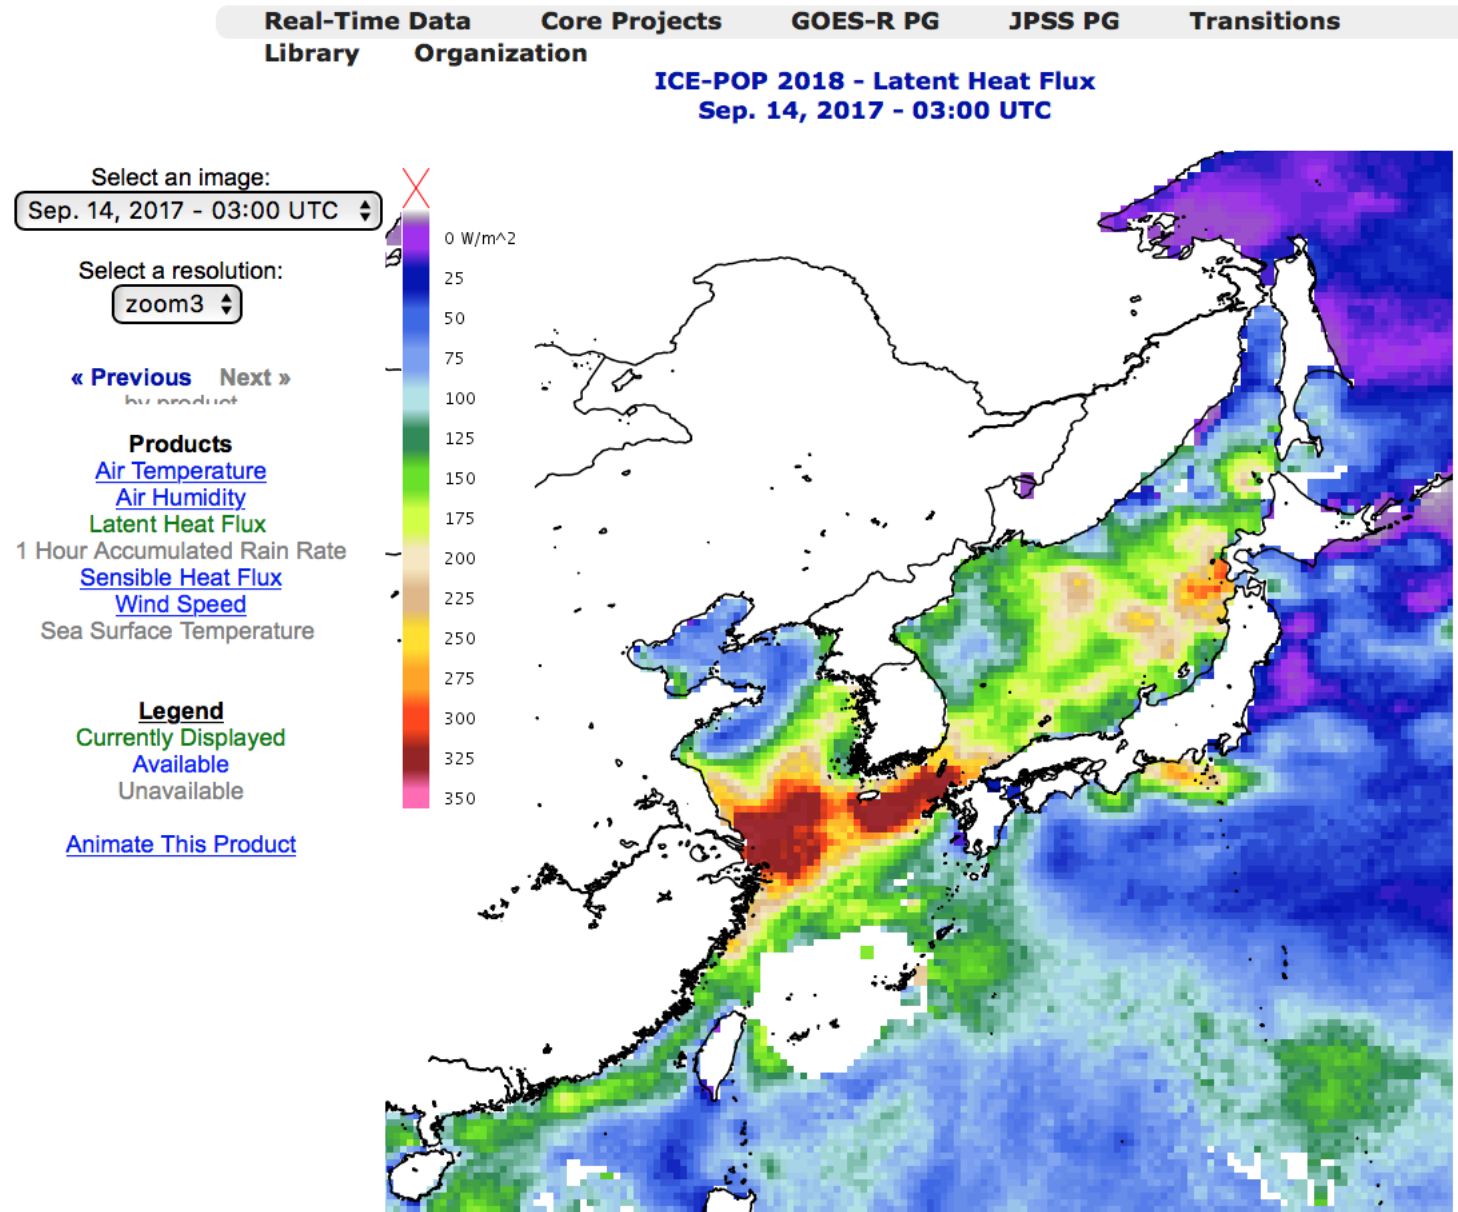 Real-Time Data Core Projects GOES-R PG JPSS PG Transitions
Library Organization
ICE-POP 2018 - Latent Heat Flux
Sep. 14, 2017 - 03:00 UTC
Select an image:
Sep. 14, 2017 - 03:00 UTC
Select a resolution:
zoom3
« Previous Next »
by product
Products
Air Temperature
Air Humidity
Latent Heat Flux
1 Hour Accumulated Rain Rate
Sensible Heat Flux
Wind Speed
Sea Surface Temperature
Legend
Currently Displayed
Available
Unavailable
Animate This Product
0 W/m^2
25
50
75
100
125
150
175
200
225
250
275
300
325
350